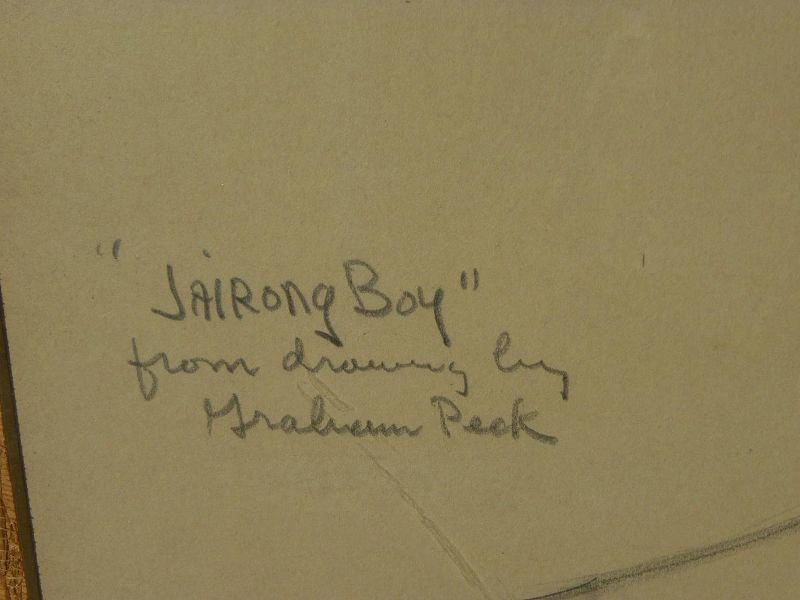 "JAIRONg BOY"
from drawing by
Graham Peck